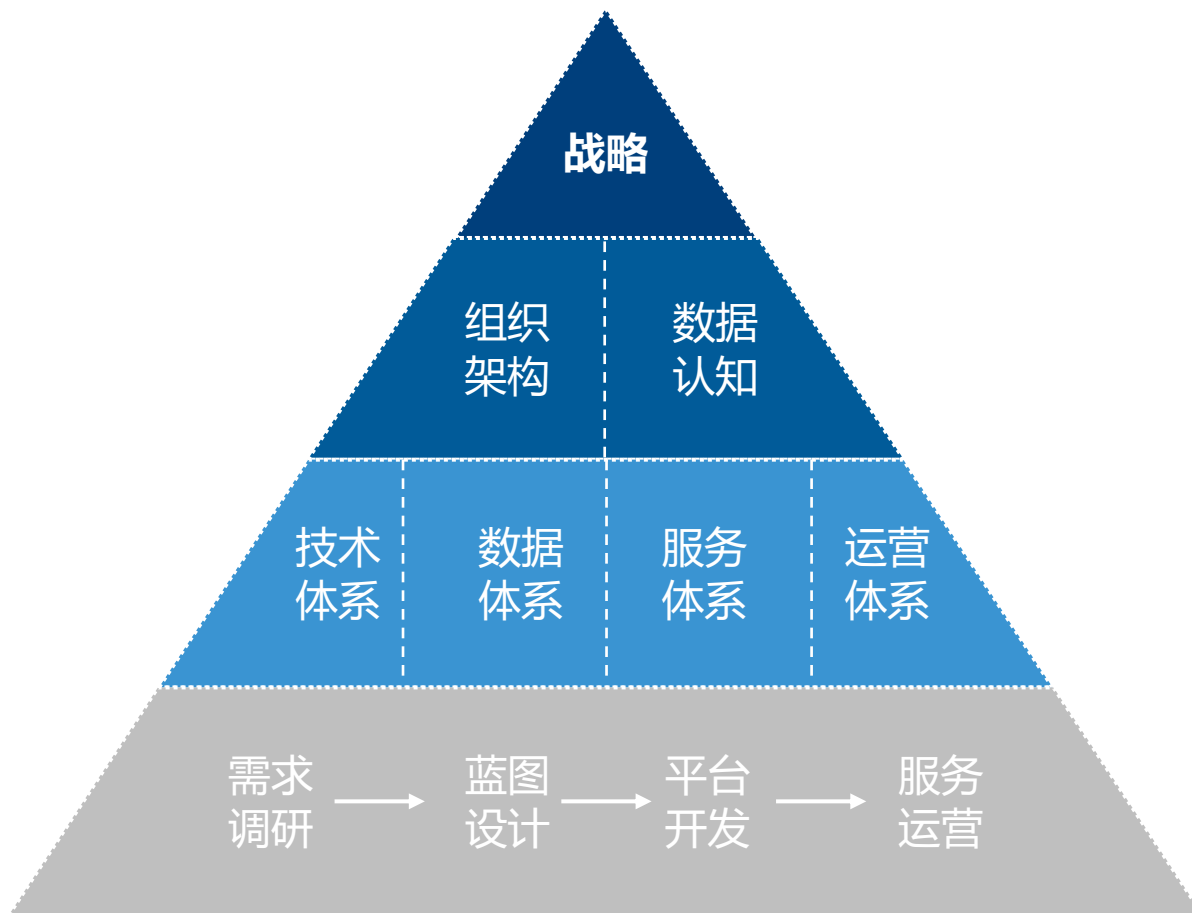 战略
组织
架构
数据
认知
技术
体系
数据
体系
服务
体系
运营
体系
需求
调研
蓝图
设计
平台
开发
服务
运营